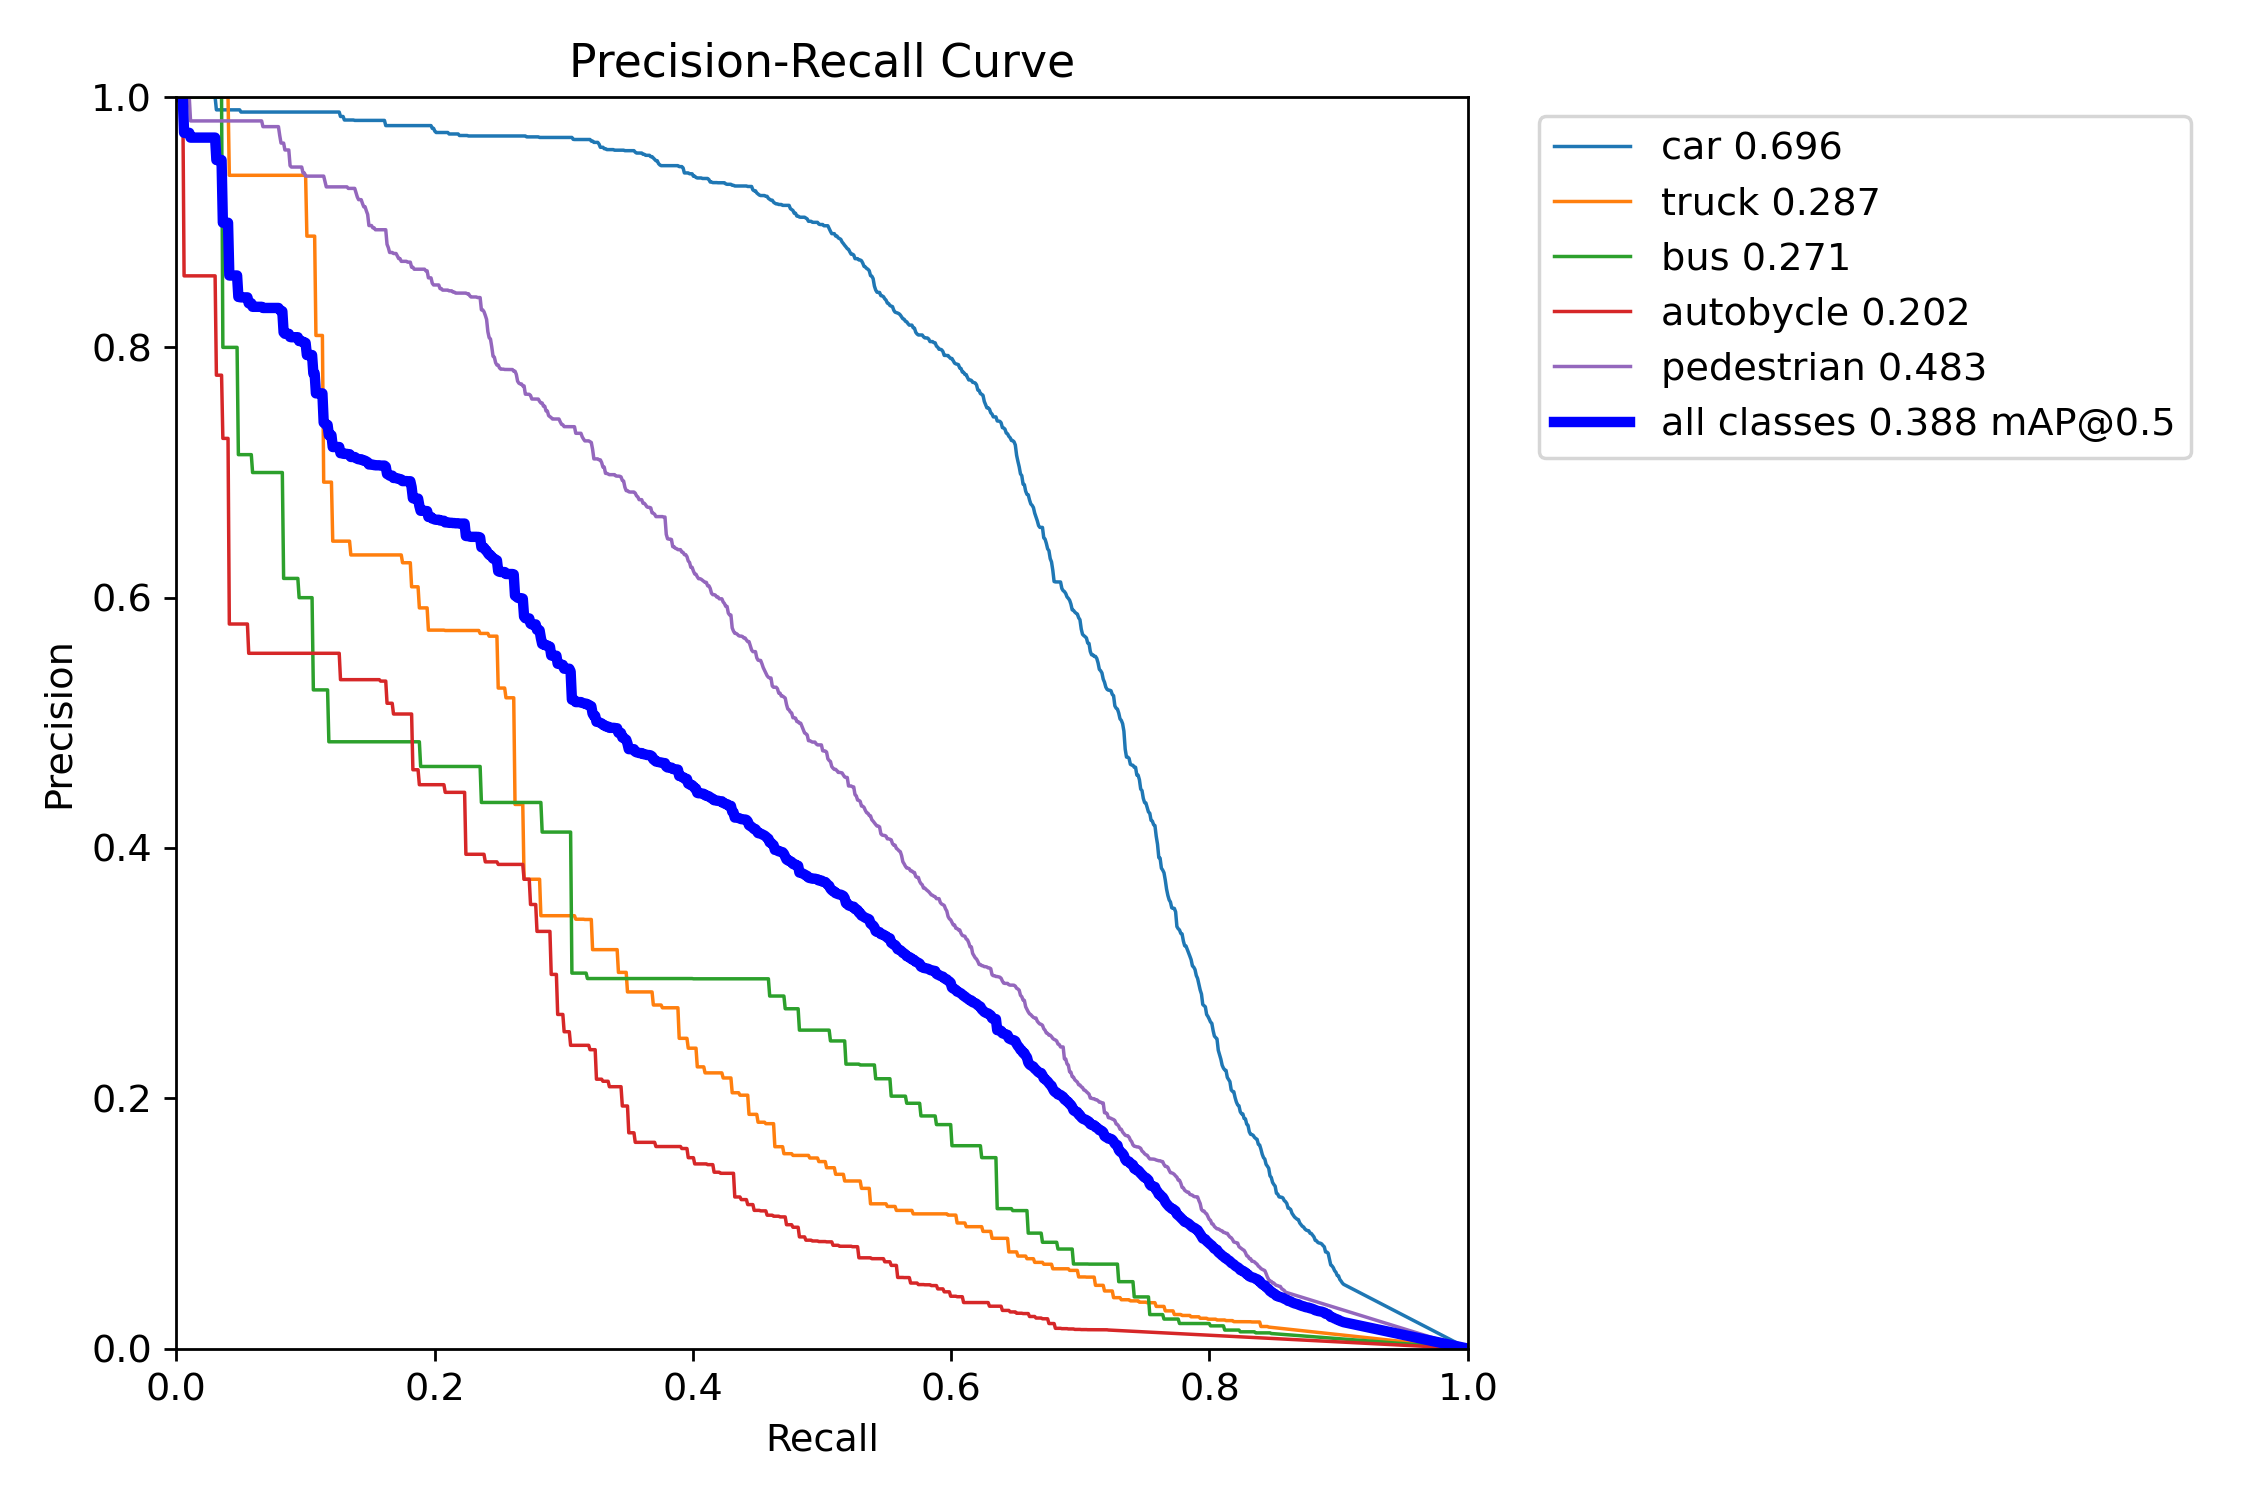 Precision-Recall Curve
1.0
0.8
0.6
0.4
0.2
0.0
Precision
0.0 0.2 0.4 0.6 0.8 1.0
Recall
car 0.696
truck 0.287
bus 0.271
autobycle 0.202
pedestrian 0.483
all classes 0.388 mAP@0.5